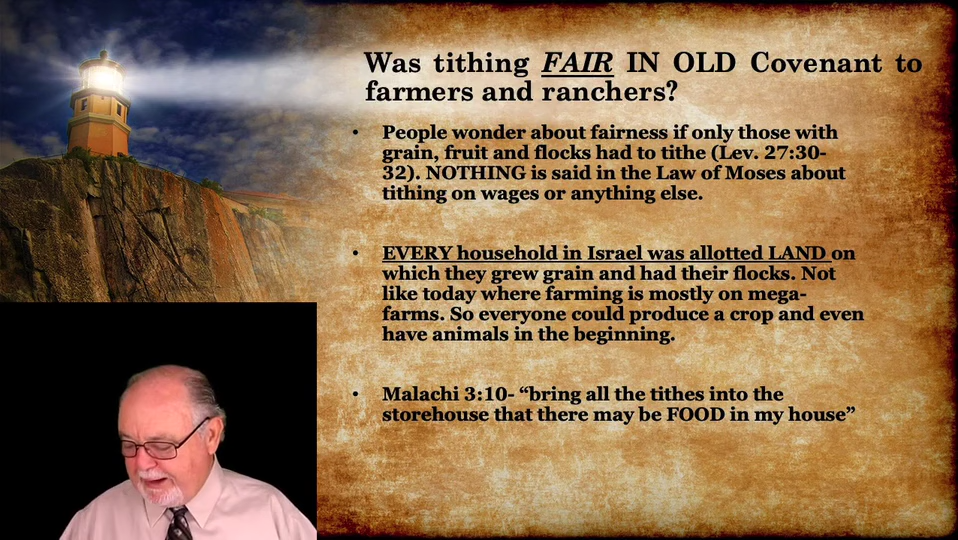 Was tithing FAIR IN OLD Covenant to
farmers and ranchers?
• People wonder about fairness if only those with
grain, fruit and flocks had to tithe (Lev. 27:30-
32). NOTHING is said in the Law of Moses about
tithing on wages or anything else.
• EVERY household in Israel was allotted LAND on
which they grew grain and had their flocks. Not
like today where farming is mostly on mega-
farms. So everyone could produce a crop and even
have animals in the beginning.
• Malachi 3:10- “bring all the tithes into the
storehouse that there may be FOOD in my house”